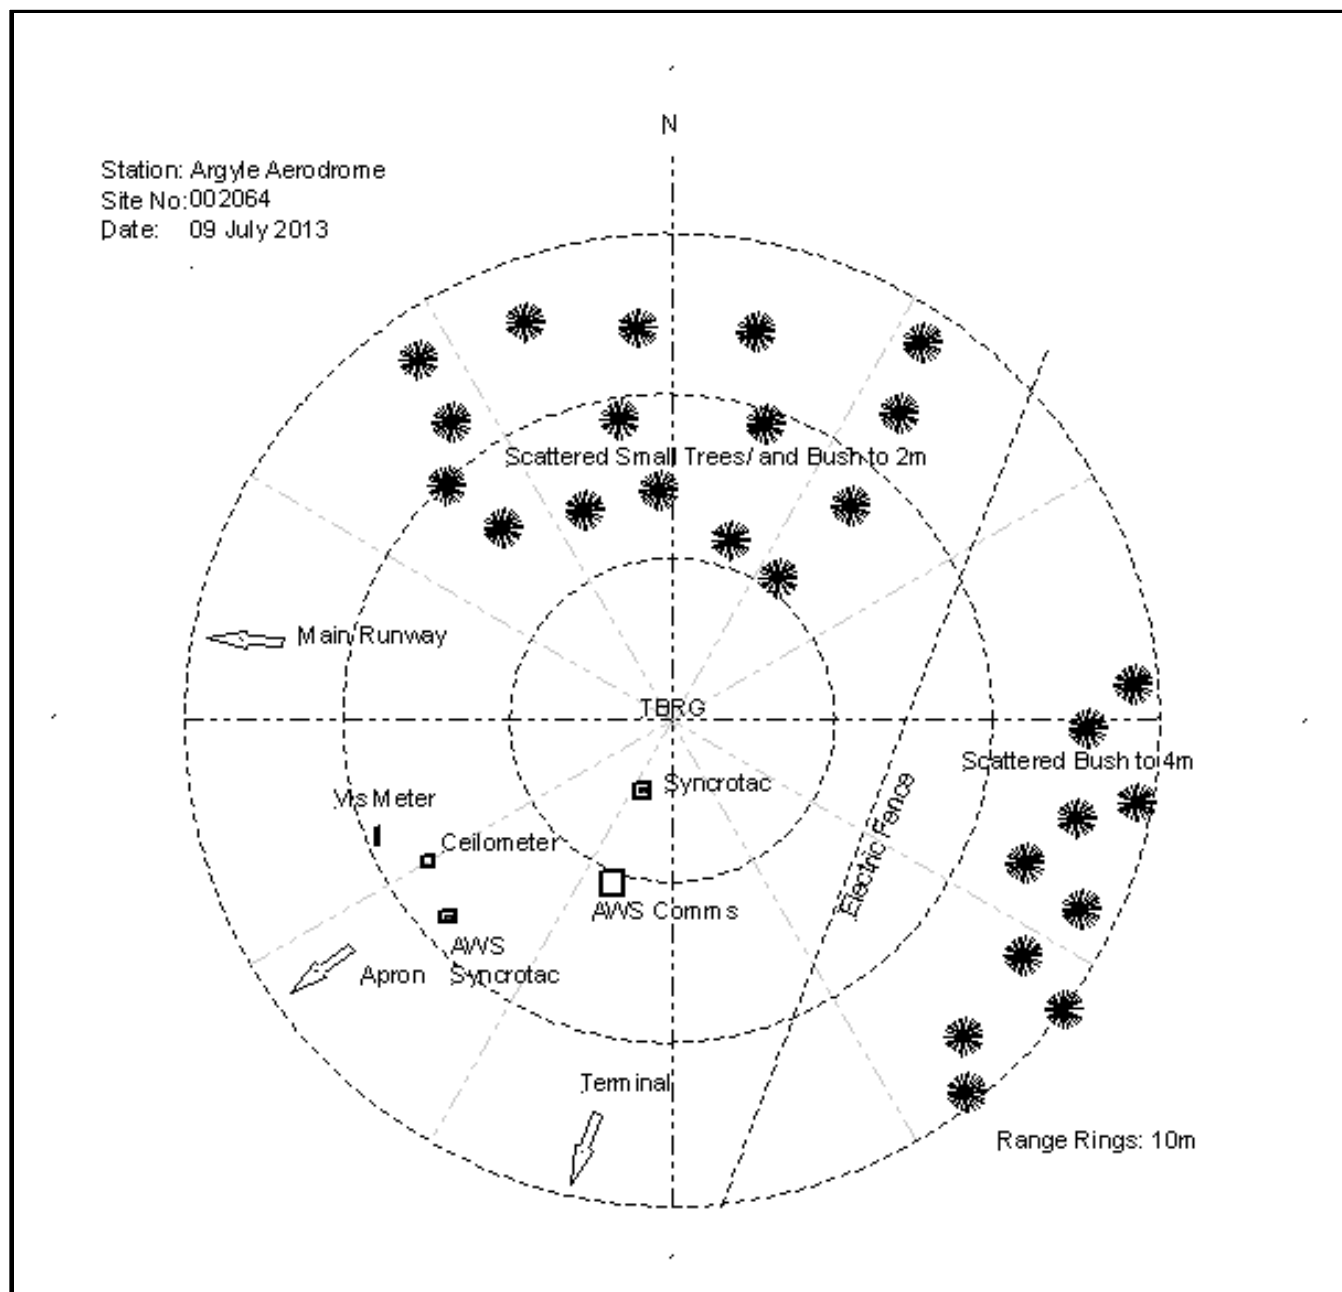 N
Station: Argyle Aerodrome
Site No: 002064
Date: 09 July 2013
Scattered Small Trees/ and Bush to 2m
Main Runway
TBRG
Scattered Bush to 4m
Syncrotac
Vis Meter
Ceilometer
Electric Fence
AWS Comms
AWS
Syncrotac
Apron
Terminal
Range Rings: 10m